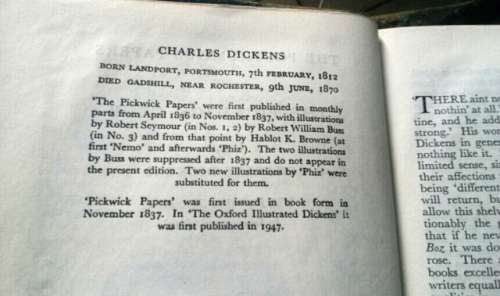 CHARLES DICKENS
BORN LANDPORT, PORTSMOUTH, 7th FEBRUARY, 1812
DIED GADSHILL, NEAR ROCHESTER, 9th JUNE, 1870
'The Pickwick Papers' were first published in monthly
parts from April 1836 to November 1837, with illustrations
by Robert Seymour (in Nos. 1, 2) by Robert William Buss
(in No. 3) and from that point by Hablot K. Browne (at
first 'Nemo' and afterwards 'Phiz'). The two illustrations
by Buss were suppressed after 1837 and do not appear in
the present edition. Two new illustrations by 'Phiz' were
substituted for them.
'Pickwick Papers' was first issued in book form in
November 1837. In 'The Oxford Illustrated Dickens' it
was first published in 1947.
THERE aint n
nothin' at all.
tine, and he add
strong.' His wo
Dickens in gene
nothing like it.
limited sense, si
their affections
being 'different
will return, bu
allow this shelv
tionably the g
that if he nev
Boz it was do
rose. There
books excelle
writers equall